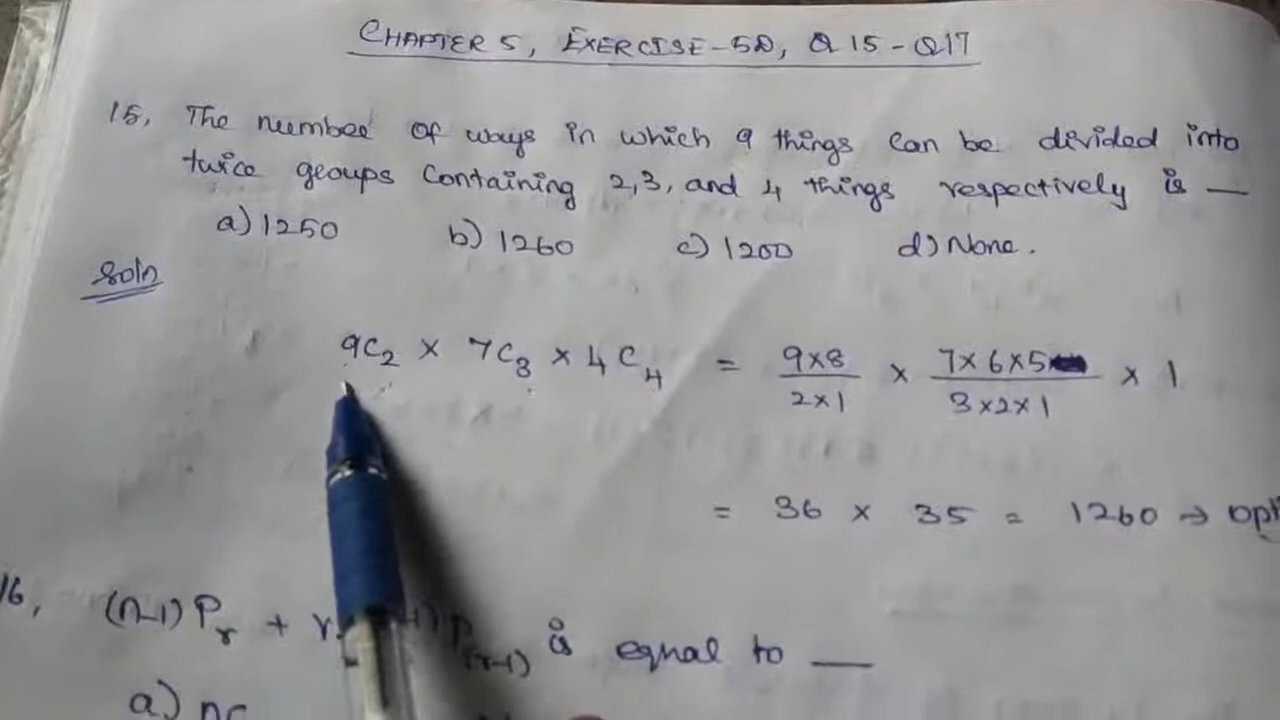 CHAPTER 5, EXERCISE-5D, Q 15-Q17
15, The number of ways in which 9 things can be divided into
twice groups containing 2,3, and 4 things respectively is —
a) 1250 b) 1260 c) 1200 d) None.
Soln
9C2 × 7C3 × 4C4 = 9×8/2×1 × 7×6×5/3×2×1 × 1
= 36 × 35 = 1260 → opt
16, (n-1)Pr + r. P(r-1) is equal to —
a)